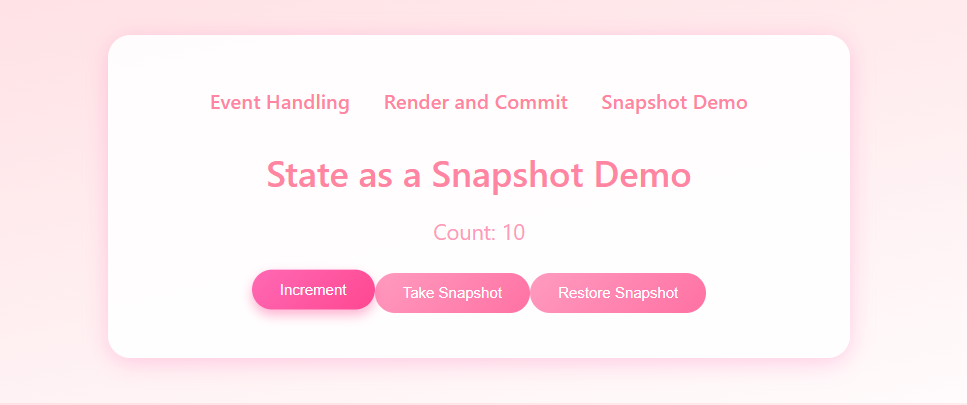 Event Handling Render and Commit Snapshot Demo
State as a Snapshot Demo
Count: 10
Increment Take Snapshot Restore Snapshot